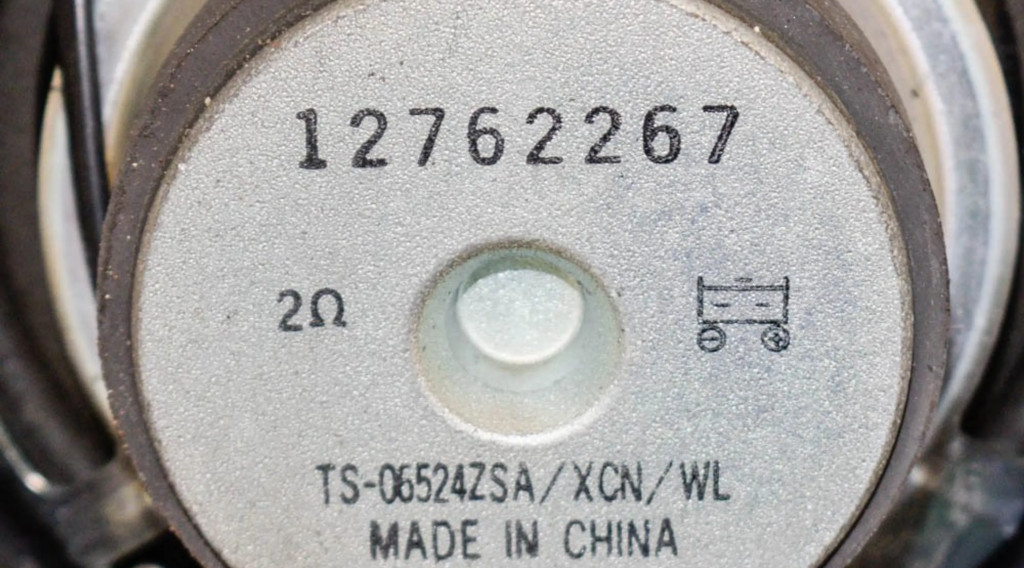 12762267
2Ω
TS-06524ZSA/XCN/WL
MADE IN CHINA